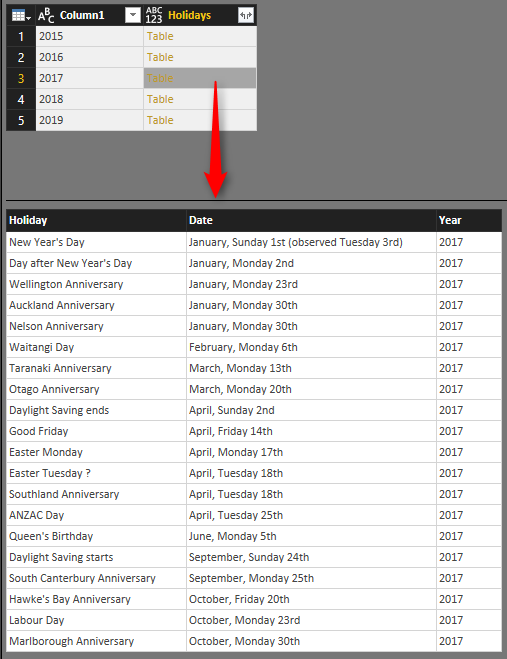 ABC Column1 ABC 123 Holidays
1 2015 Table
2 2016 Table
3 2017 Table
4 2018 Table
5 2019 Table
Holiday Date Year
New Year's Day January, Sunday 1st (observed Tuesday 3rd) 2017
Day after New Year's Day January, Monday 2nd 2017
Wellington Anniversary January, Monday 23rd 2017
Auckland Anniversary January, Monday 30th 2017
Nelson Anniversary January, Monday 30th 2017
Waitangi Day February, Monday 6th 2017
Taranaki Anniversary March, Monday 13th 2017
Otago Anniversary March, Monday 20th 2017
Daylight Saving ends April, Sunday 2nd 2017
Good Friday April, Friday 14th 2017
Easter Monday April, Monday 17th 2017
Easter Tuesday ? April, Tuesday 18th 2017
Southland Anniversary April, Tuesday 18th 2017
ANZAC Day April, Tuesday 25th 2017
Queen's Birthday June, Monday 5th 2017
Daylight Saving starts September, Sunday 24th 2017
South Canterbury Anniversary September, Monday 25th 2017
Hawke's Bay Anniversary October, Friday 20th 2017
Labour Day October, Monday 23rd 2017
Marlborough Anniversary October, Monday 30th 2017